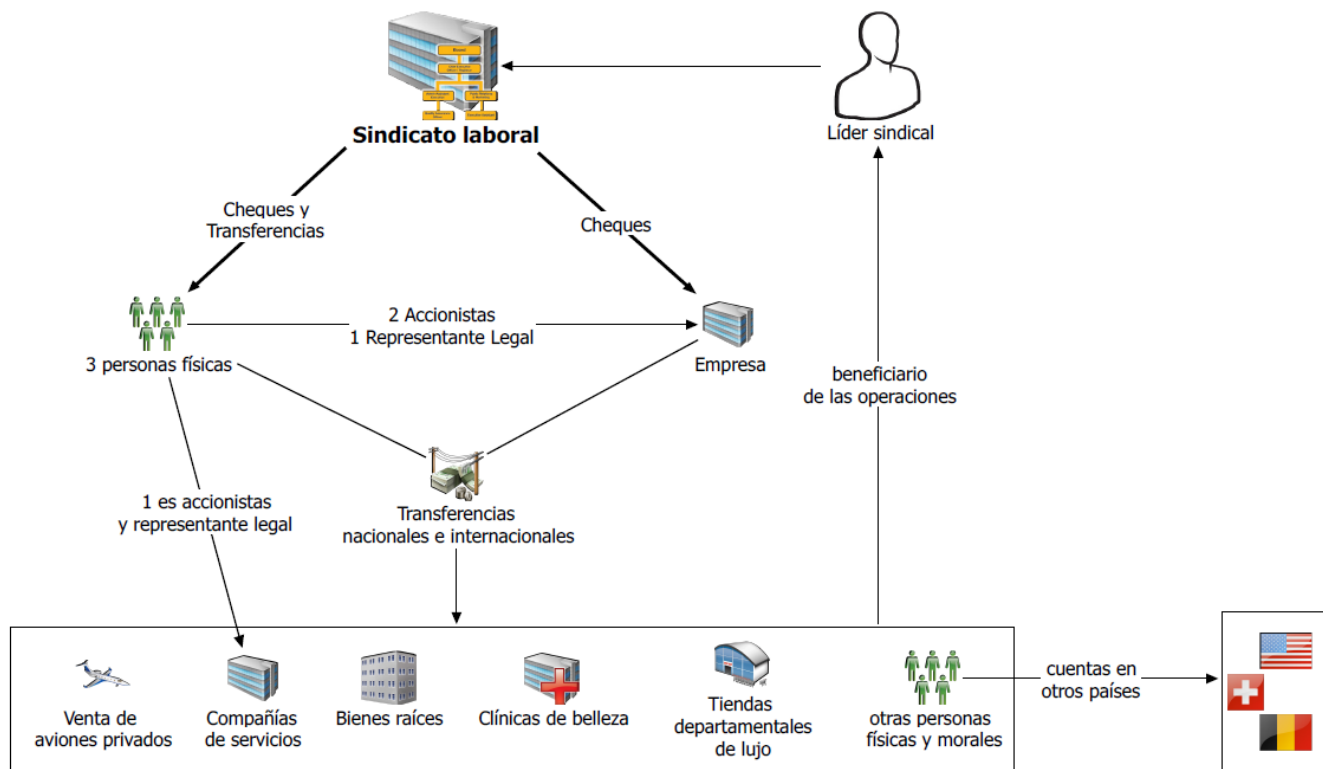 Board
Sindicato laboral
Líder sindical
Cheques y
Transferencias
Cheques
2 Accionistas
1 Representante Legal
3 personas físicas
Empresa
beneficiario
de las operaciones
1 es accionistas
y representante legal
Transferencias
nacionales e internacionales
Venta de
aviones privados
Compañías
de servicios
Bienes raíces
Clínicas de belleza
Tiendas
departamentales
de lujo
otras personas
físicas y morales
cuentas en
otros países